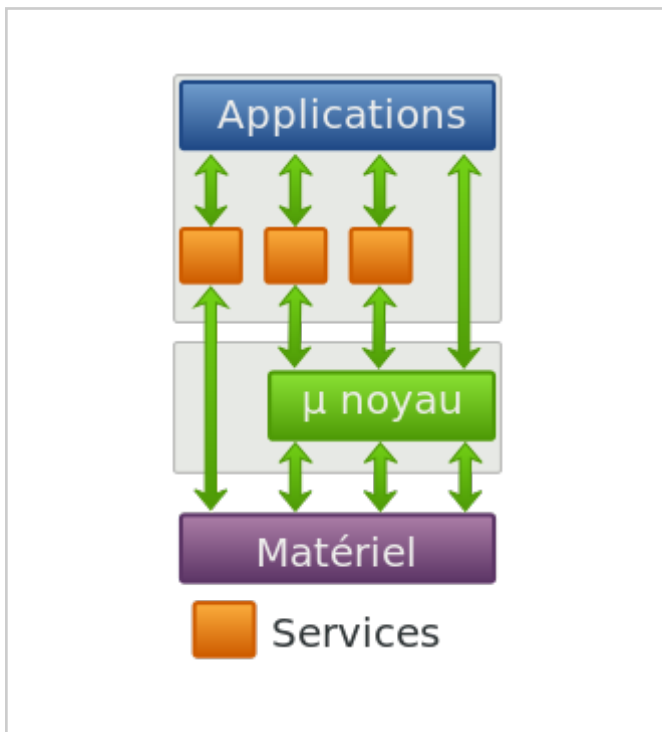 Applications
μ noyau
Matériel
Services